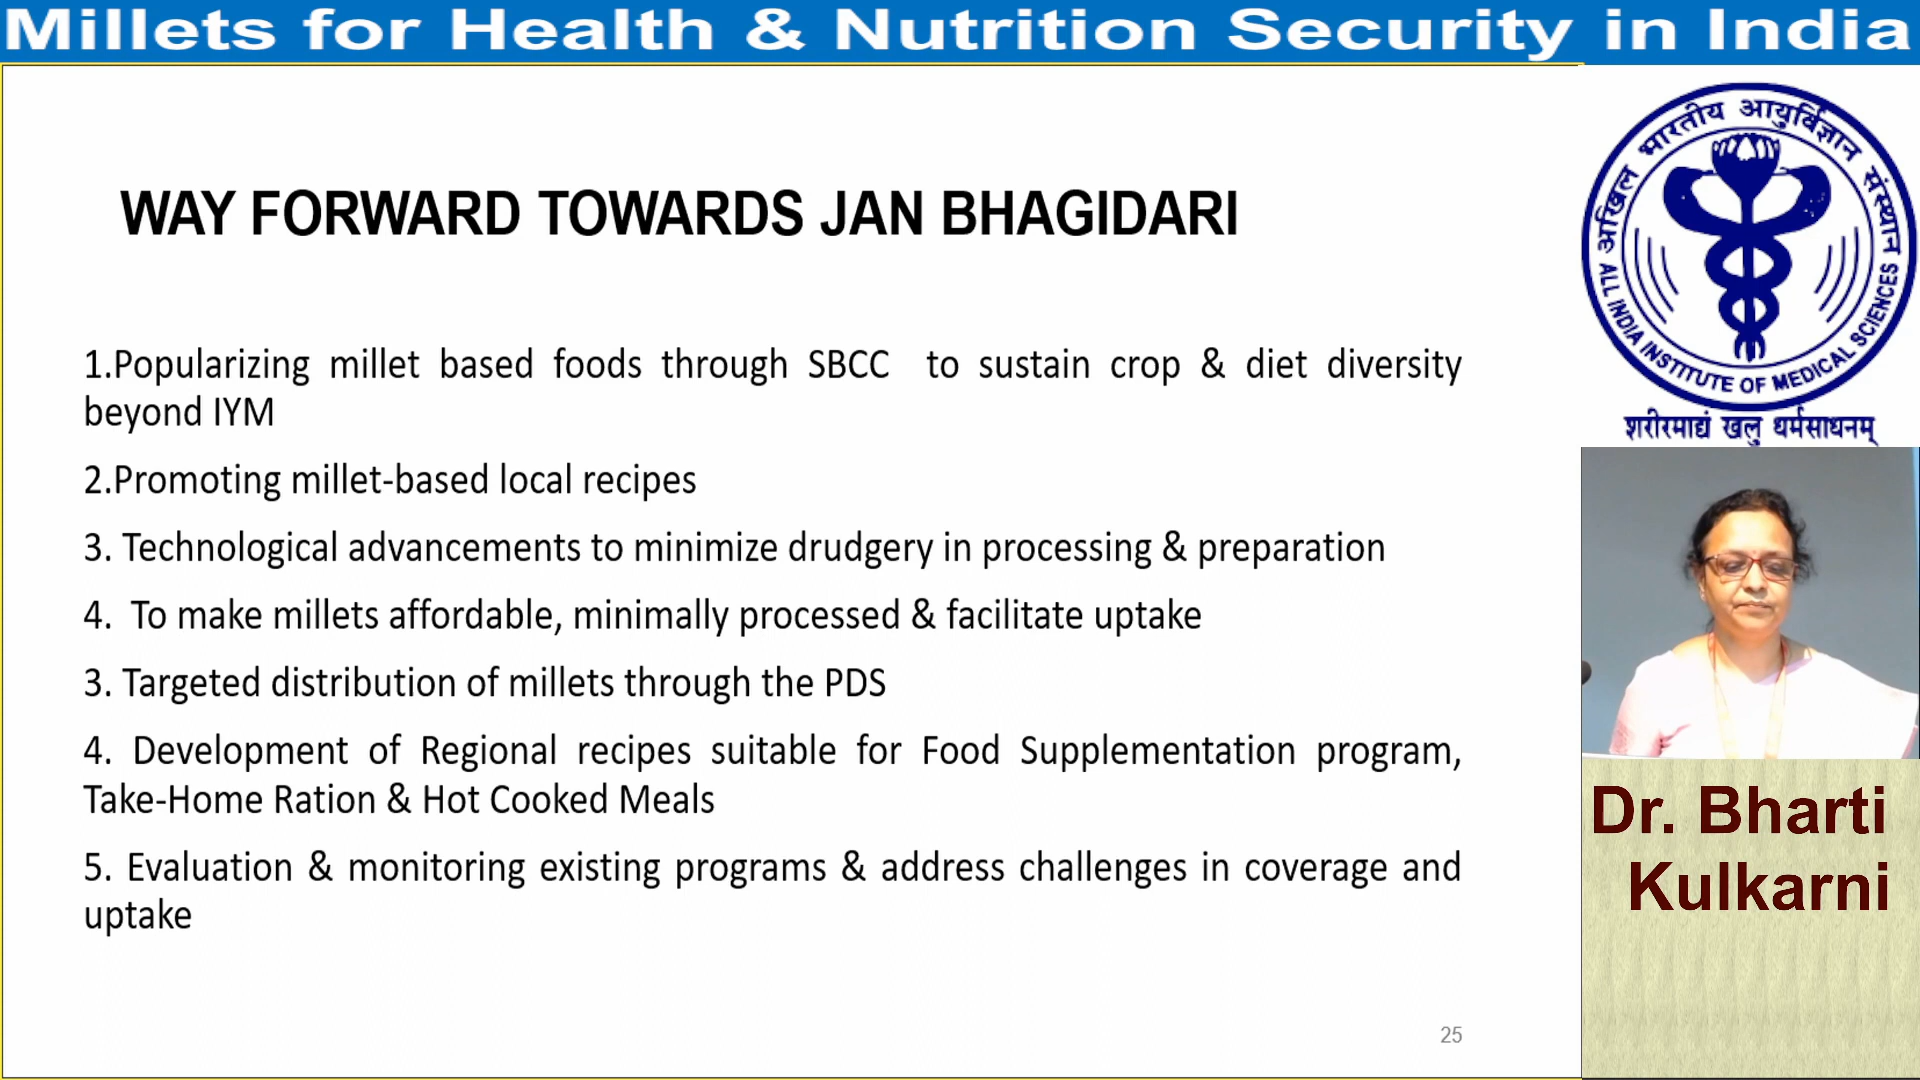 Millets for Health & Nutrition Security in India
WAY FORWARD TOWARDS JAN BHAGIDARI
1.Popularizing millet based foods through SBCC to sustain crop & diet diversity
beyond IYM
2.Promoting millet-based local recipes
3. Technological advancements to minimize drudgery in processing & preparation
4. To make millets affordable, minimally processed & facilitate uptake
3. Targeted distribution of millets through the PDS
4. Development of Regional recipes suitable for Food Supplementation program,
Take-Home Ration & Hot Cooked Meals
5. Evaluation & monitoring existing programs & address challenges in coverage and
uptake
25
अखिल भारतीय आयुर्विज्ञान संस्थान
ALL INDIA INSTITUTE OF MEDICAL SCIENCES
शरीरमाद्यं खलु धर्मसाधनम्
Dr. Bharti
Kulkarni